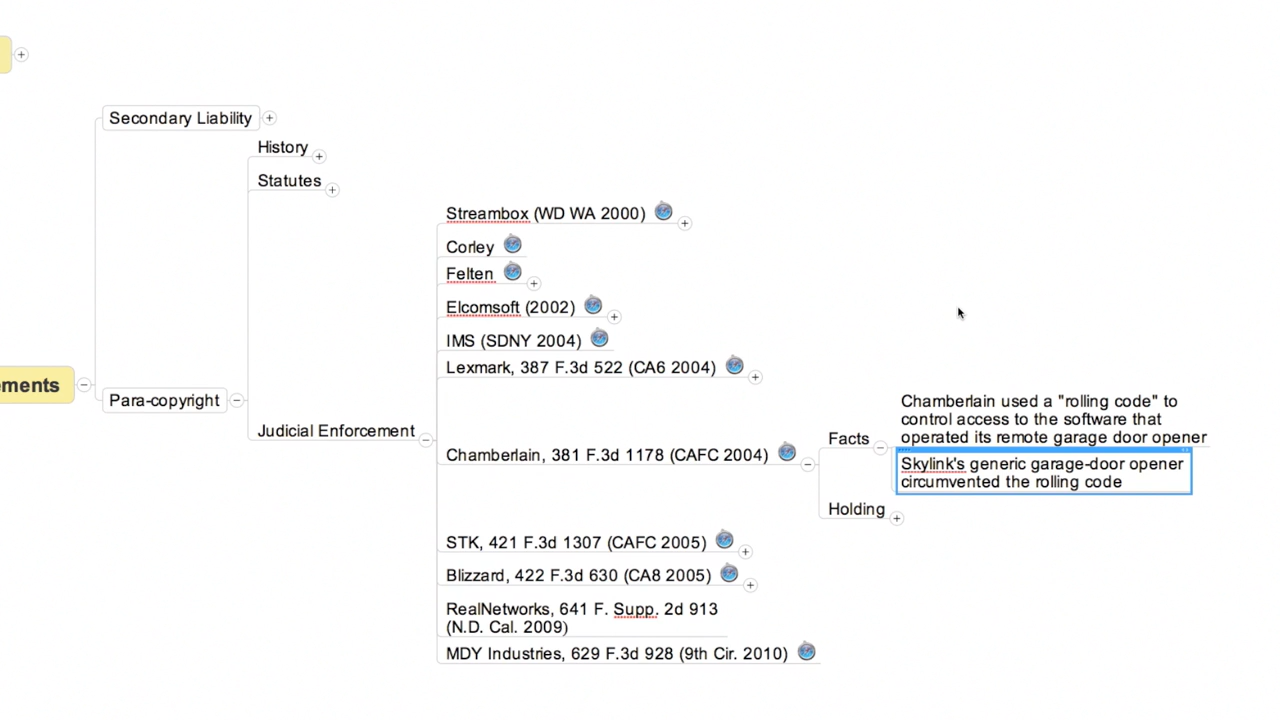 Secondary Liability
History
Statutes
Streambox (WD WA 2000)
Corley
Felten
Elcomsoft (2002)
IMS (SDNY 2004)
Lexmark, 387 F.3d 522 (CA6 2004)
ements
Para-copyright
Judicial Enforcement
Chamberlain, 381 F.3d 1178 (CAFC 2004)
Facts
Chamberlain used a "rolling code" to
control access to the software that
operated its remote garage door opener
Skylink's generic garage-door opener
circumvented the rolling code
Holding
STK, 421 F.3d 1307 (CAFC 2005)
Blizzard, 422 F.3d 630 (CA8 2005)
RealNetworks, 641 F. Supp. 2d 913
(N.D. Cal. 2009)
MDY Industries, 629 F.3d 928 (9th Cir. 2010)